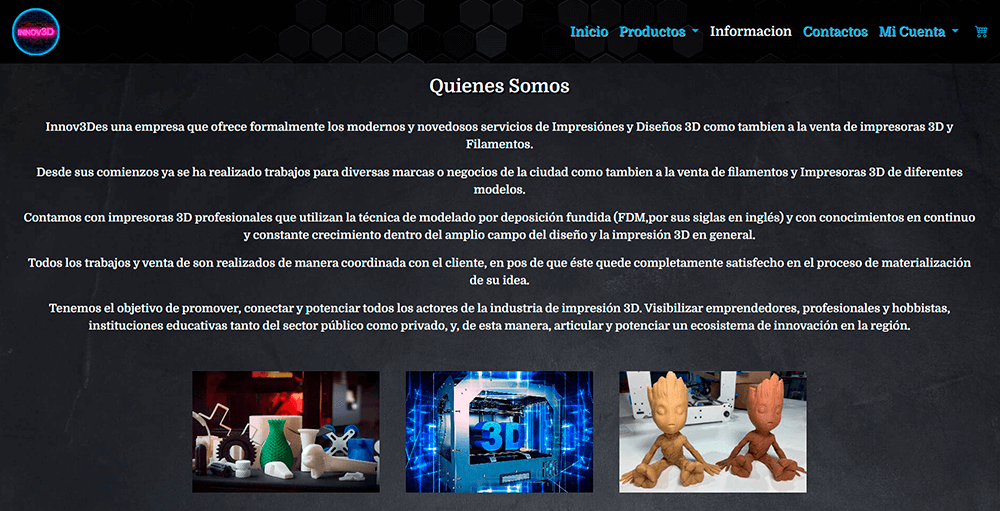 INNOV3D
Inicio Productos Informacion Contactos Mi Cuenta
Quienes Somos
Innov3Des una empresa que ofrece formalmente los modernos y novedosos servicios de Impresiónes y Diseños 3D como tambien a la venta de impresoras 3D y
Filamentos.
Desde sus comienzos ya se ha realizado trabajos para diversas marcas o negocios de la ciudad como tambien a la venta de filamentos y Impresoras 3D de diferentes
modelos.
Contamos con impresoras 3D profesionales que utilizan la técnica de modelado por deposición fundida (FDM,por sus siglas en inglés) y con conocimientos en continuo
y constante crecimiento dentro del amplio campo del diseño y la impresión 3D en general.
Todos los trabajos y venta de son realizados de manera coordinada con el cliente, en pos de que éste quede completamente satisfecho en el proceso de materialización
de su idea.
Tenemos el objetivo de promover, conectar y potenciar todos los actores de la industria de impresión 3D. Visibilizar emprendedores, profesionales y hobbistas,
instituciones educativas tanto del sector público como privado, y, de esta manera, articular y potenciar un ecosistema de innovación en la región.
3D